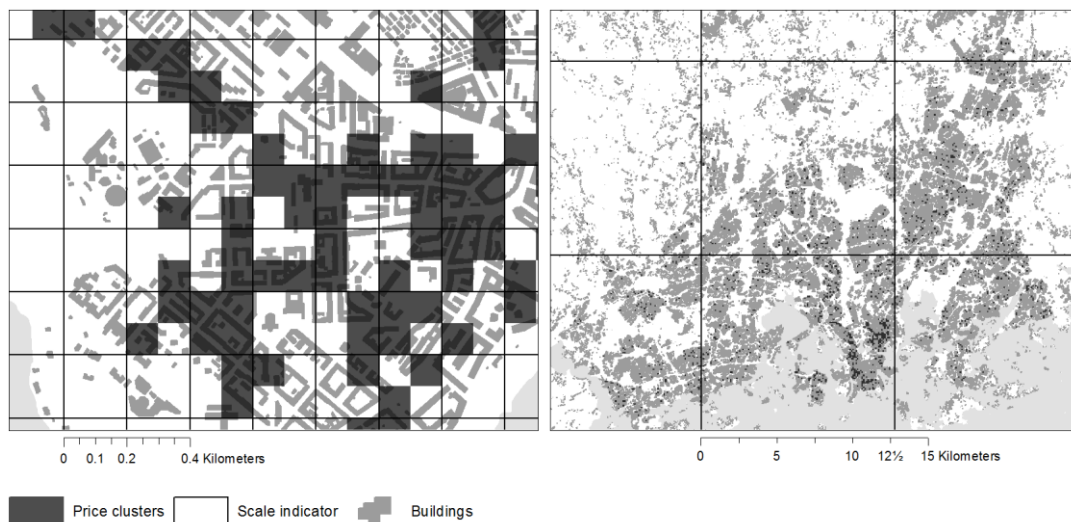 0 0.1 0.2 0.4 Kilometers
0 5 10 12½ 15 Kilometers
Price clusters Scale indicator Buildings